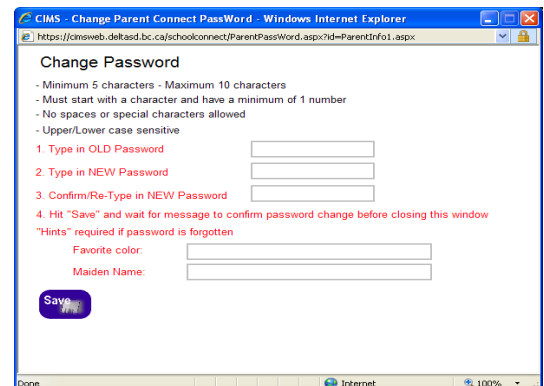 CIMS - Change Parent Connect PassWord - Windows Internet Explorer
https://cimsweb.deltasd.bc.ca/schoolconnect/ParentPassWord.aspx?id=ParentInfo1.aspx
Change Password
- Minimum 5 characters - Maximum 10 characters
- Must start with a character and have a minimum of 1 number
- No spaces or special characters allowed
- Upper/Lower case sensitive
1. Type in OLD Password
2. Type in NEW Password
3. Confirm/Re-Type in NEW Password
4. Hit "Save" and wait for message to confirm password change before closing this window
"Hints" required if password is forgotten
Favorite color:
Maiden Name:
Save
Done Internet 100%